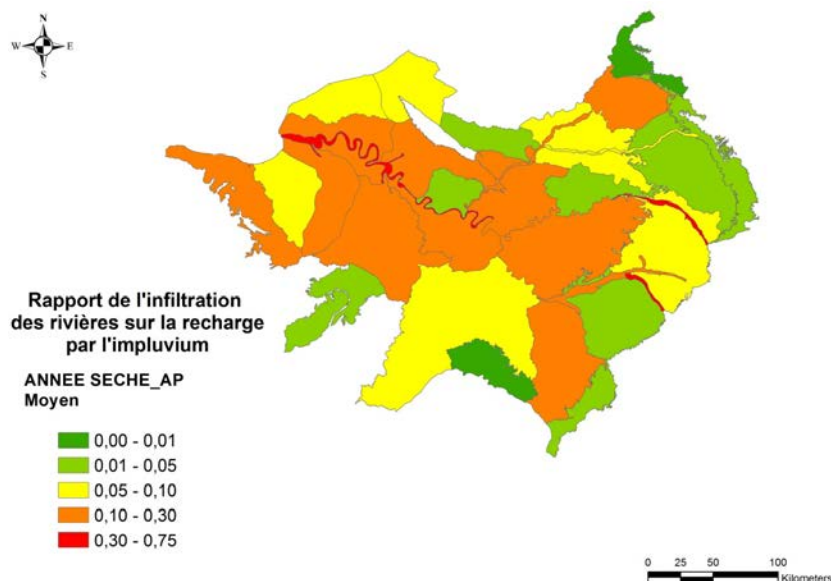 N
W E
S
Rapport de l'infiltration
des rivières sur la recharge
par l'impluvium
ANNEE SECHE_AP
Moyen
0,00 - 0,01
0,01 - 0,05
0,05 - 0,10
0,10 - 0,30
0,30 - 0,75
0 25 50 100
Kilometers